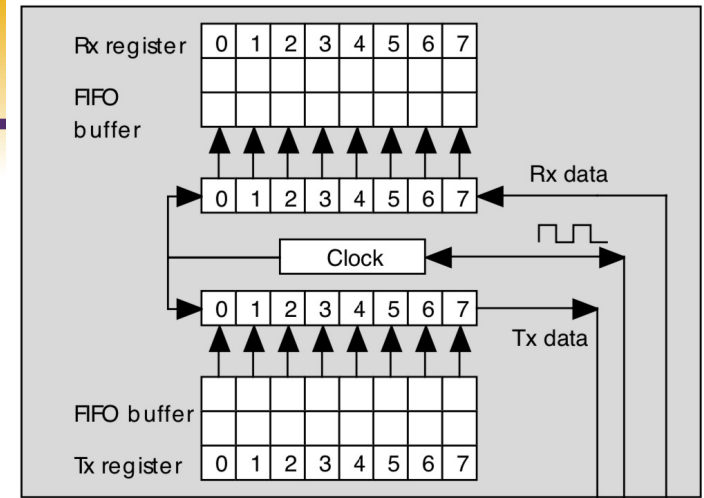 Rx register 0 1 2 3 4 5 6 7
FIFO
buffer
Rx data
0 1 2 3 4 5 6 7
Clock
0 1 2 3 4 5 6 7
Tx data
FIFO buffer
Tx register 0 1 2 3 4 5 6 7